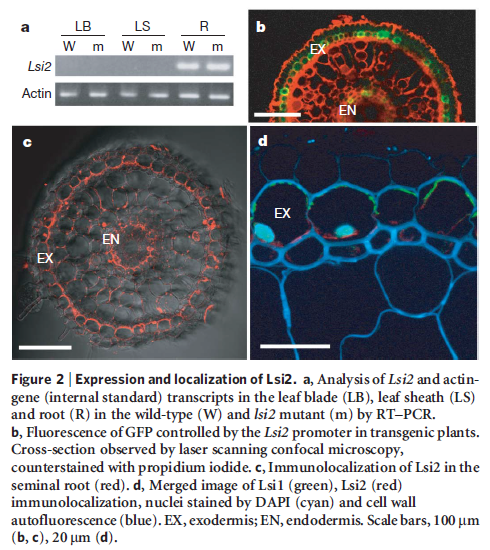 a
LB LS R
W m W m W m
Lsi2
Actin
b
EX
EN
c
EX
EN
d
EX
Figure 2 | Expression and localization of Lsi2. a, Analysis of Lsi2 and actin-
gene (internal standard) transcripts in the leaf blade (LB), leaf sheath (LS)
and root (R) in the wild-type (W) and lsi2 mutant (m) by RT–PCR.
b, Fluorescence of GFP controlled by the Lsi2 promoter in transgenic plants.
Cross-section observed by laser scanning confocal microscopy,
counterstained with propidium iodide. c, Immunolocalization of Lsi2 in the
seminal root (red). d, Merged image of Lsi1 (green), Lsi2 (red)
immunolocalization, nuclei stained by DAPI (cyan) and cell wall
autofluorescence (blue). EX, exodermis; EN, endodermis. Scale bars, 100 μm
(b, c), 20 μm (d).